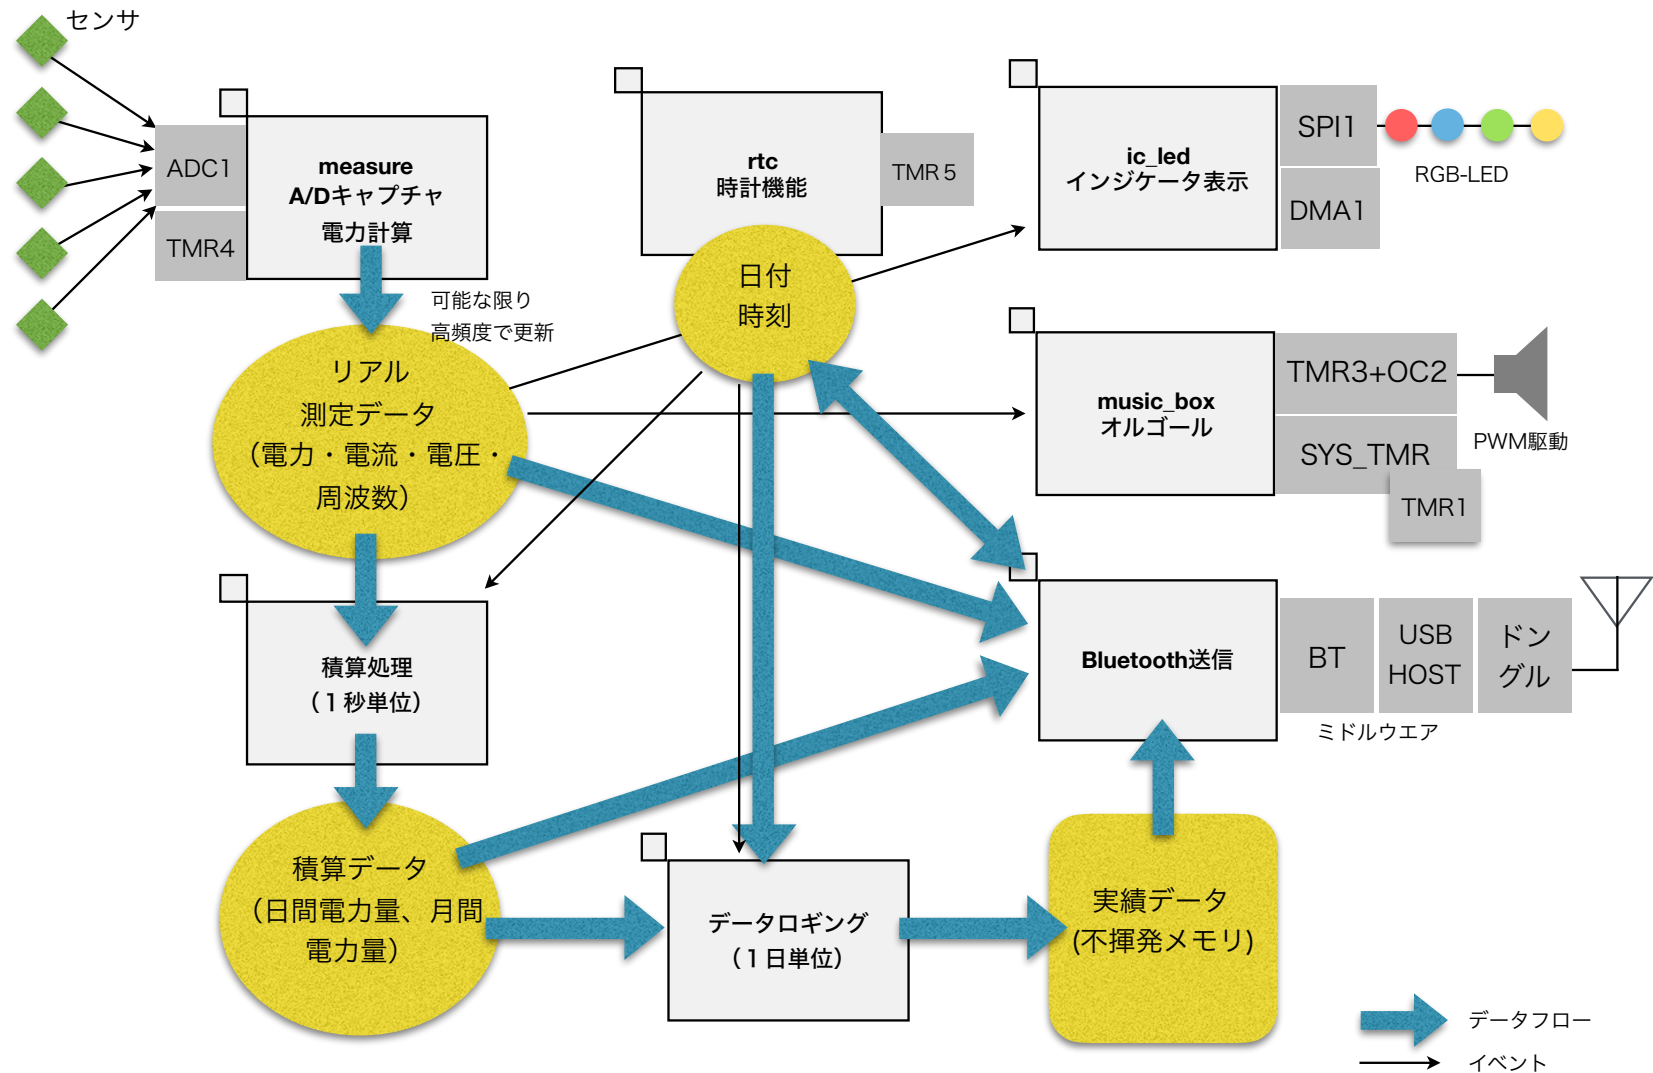 センサ
ADC1
TMR4
measure
A/Dキャプチャ
電力計算
可能な限り
高頻度で更新
リアル
測定データ
（電力・電流・電圧・
周波数）
積算処理
（１秒単位）
積算データ
（日間電力量、月間
電力量）
rtc
時計機能
TMR５
日付
時刻
データロギング
（１日単位）
実績データ
(不揮発メモリ)
ic_led
インジケータ表示
SPI1
DMA1
RGB-LED
music_box
オルゴール
TMR3+OC2
SYS_TMR
TMR1
PWM駆動
Bluetooth送信
BT
USB
HOST
ドン
グル
ミドルウエア
データフロー
イベント